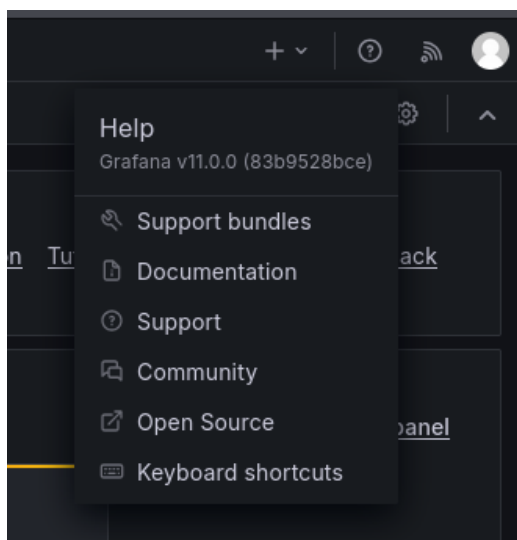 Help
Grafana v11.0.0 (83b9528bce)
Support bundles
Documentation
Support
Community
Open Source
Keyboard shortcuts